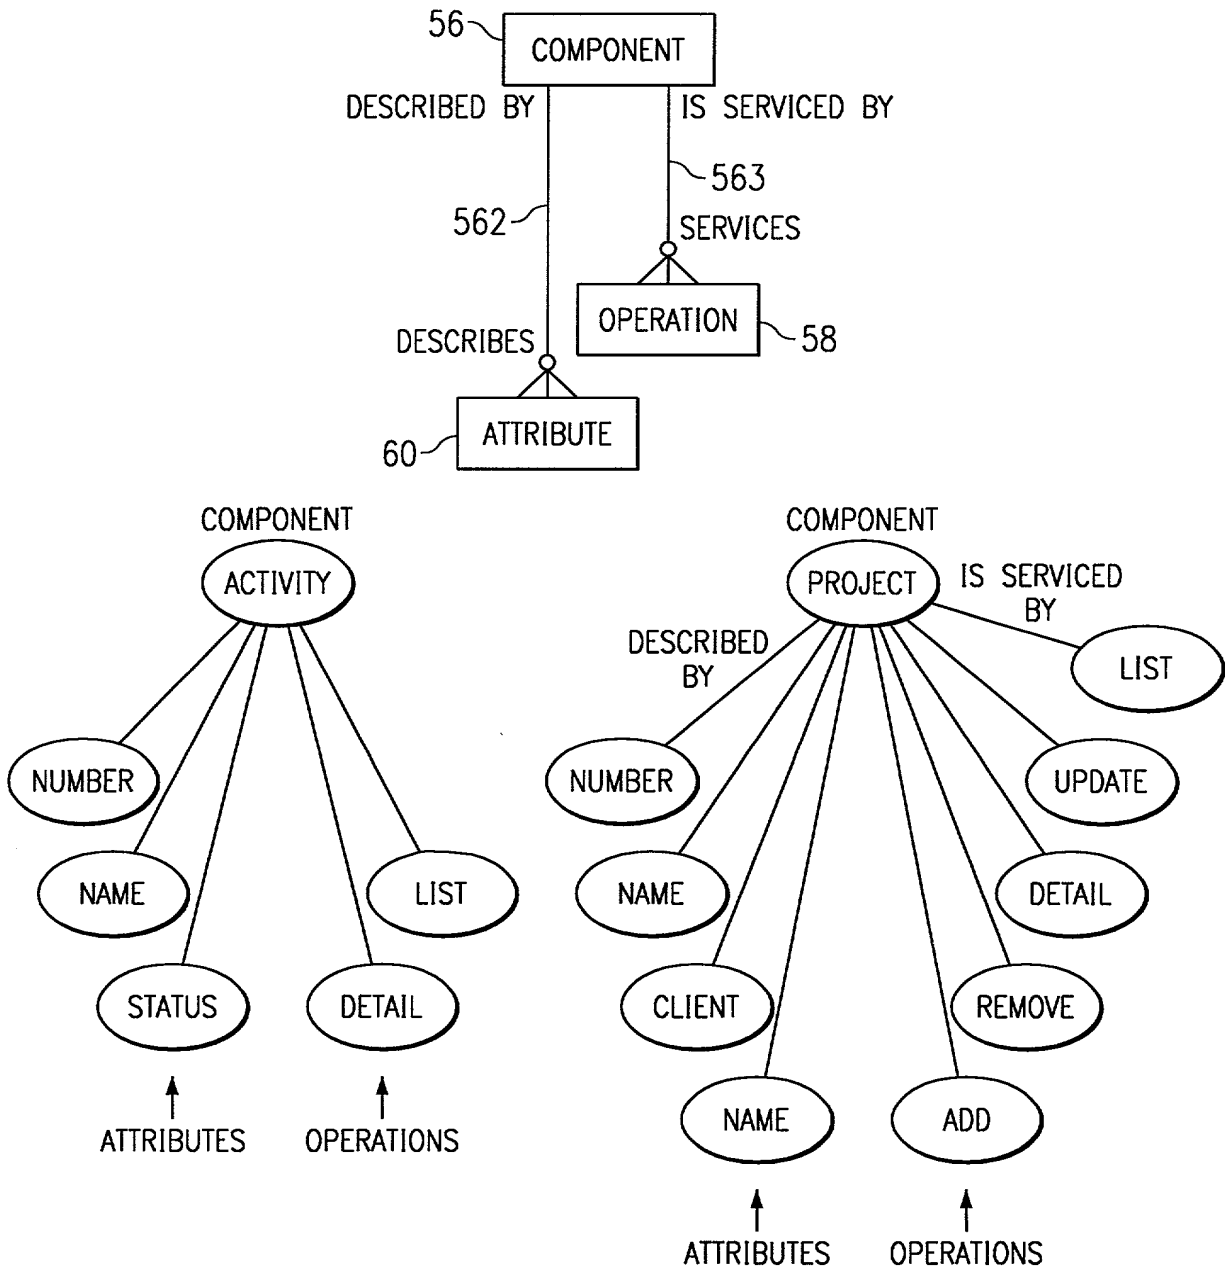 56
COMPONENT
DESCRIBED BY
IS SERVICED BY
563
562
SERVICES
OPERATION
58
DESCRIBES
ATTRIBUTE
60
COMPONENT
ACTIVITY
NUMBER
NAME
LIST
STATUS
DETAIL
ATTRIBUTES
OPERATIONS
COMPONENT
PROJECT
IS SERVICED
BY
DESCRIBED
BY
LIST
NUMBER
UPDATE
NAME
DETAIL
CLIENT
REMOVE
NAME
ADD
ATTRIBUTES
OPERATIONS